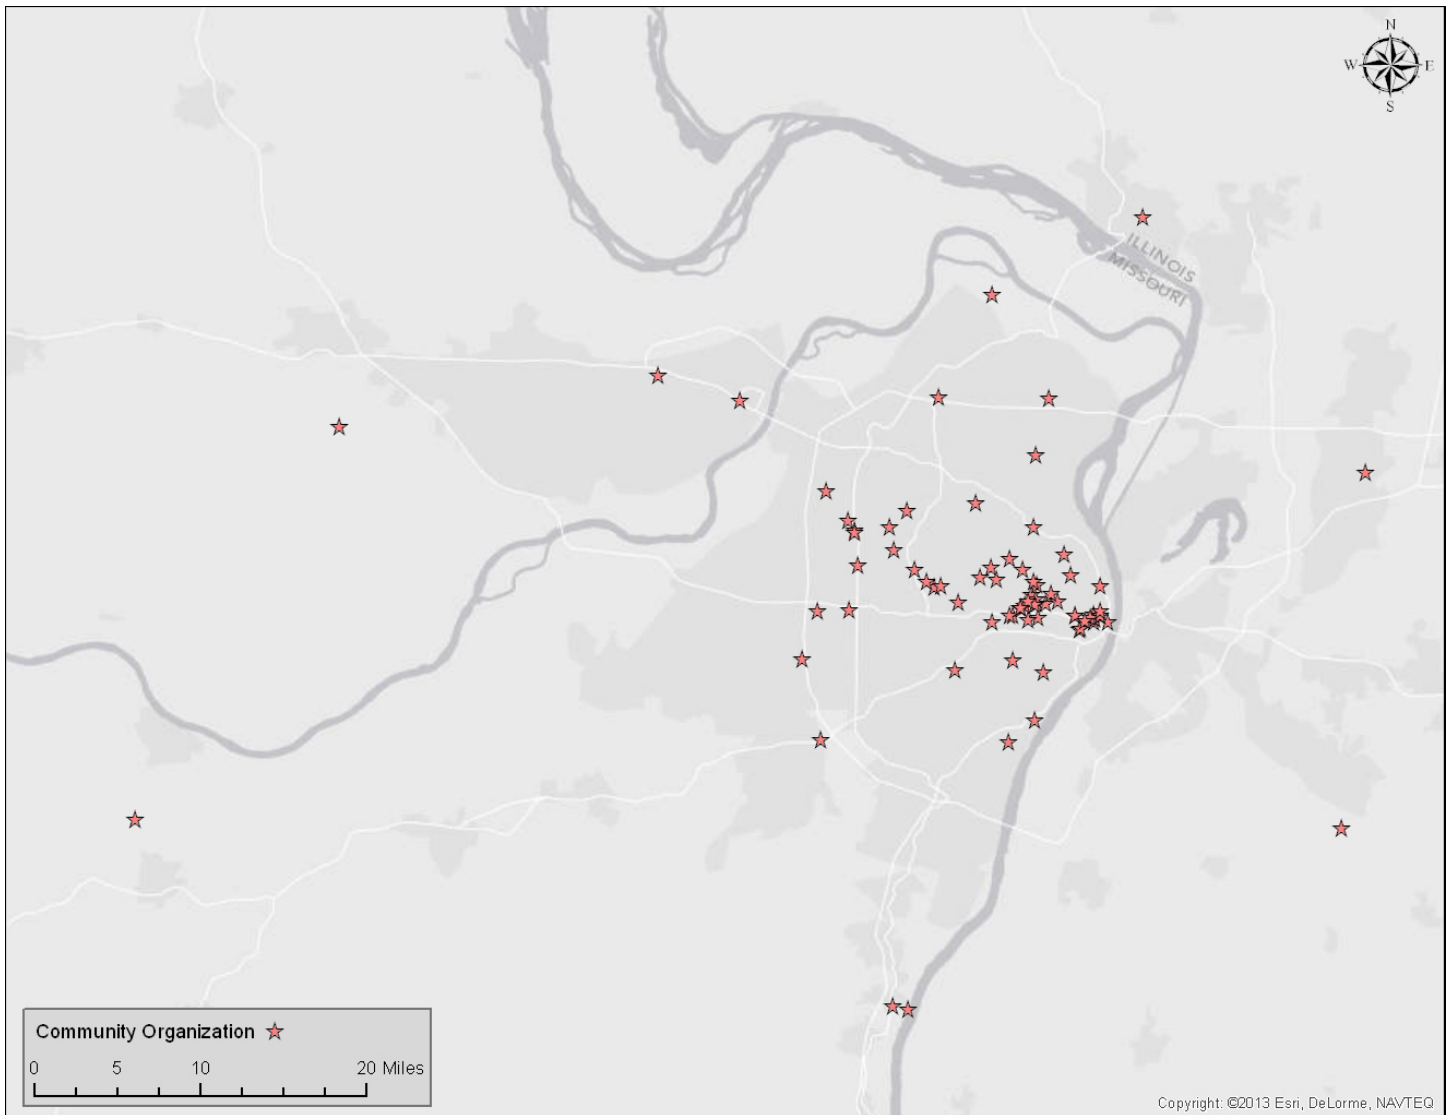 N
W E
S
ILLINOIS
MISSOURI
Community Organization
0 5 10 20 Miles
Copyright: ©2013 Esri, DeLorme, NAVTEQ